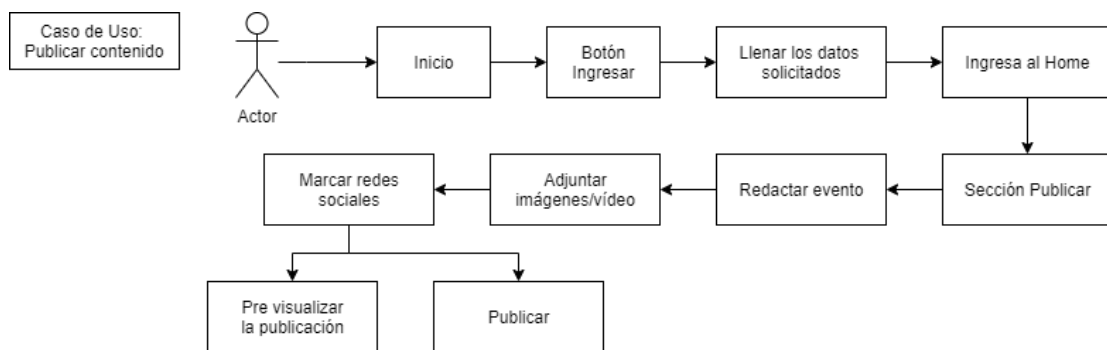 Caso de Uso:
Publicar contenido
Actor
Inicio
Botón
Ingresar
Llenar los datos
solicitados
Ingresa al Home
Sección Publicar
Redactar evento
Adjuntar
imágenes/vídeo
Marcar redes
sociales
Pre visualizar
la publicación
Publicar